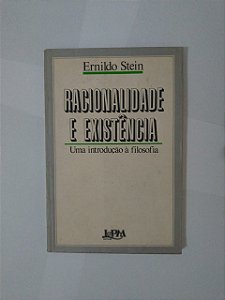 Ernildo Stein
RACIONALIDADE
E EXISTÊNCIA
Uma introdução à filosofia
L&PM